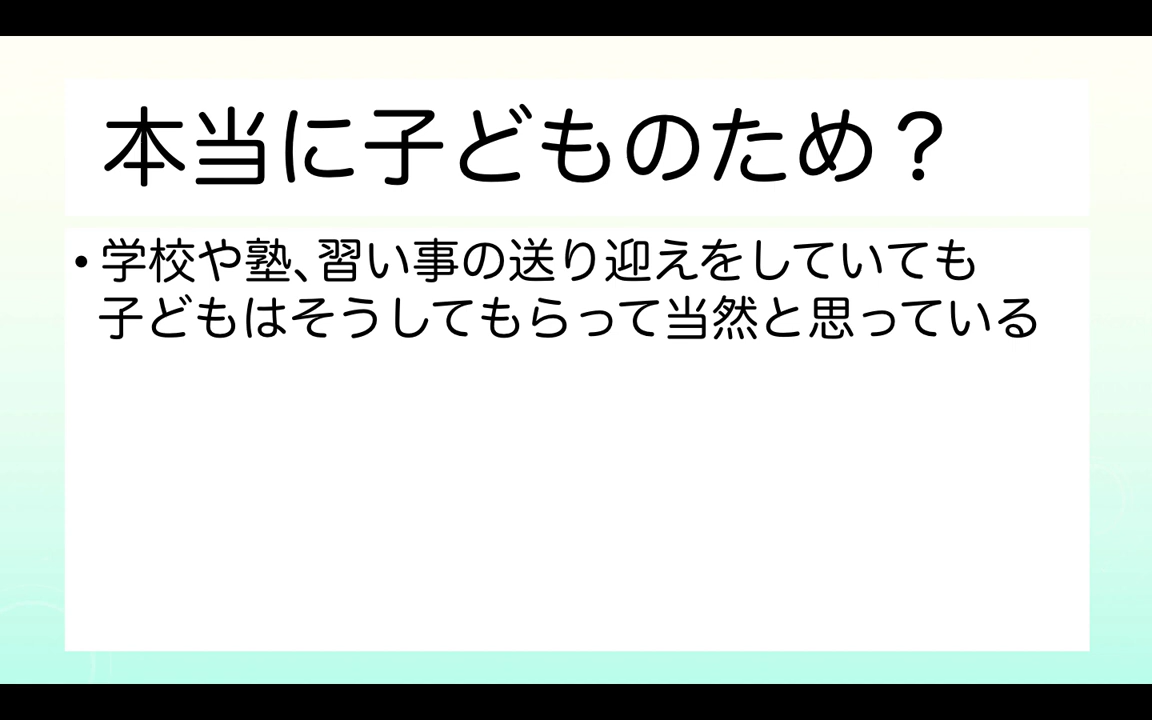 本当に子どものため？
• 学校や塾、習い事の送り迎えをしていても
子どもはそうしてもらって当然と思っている